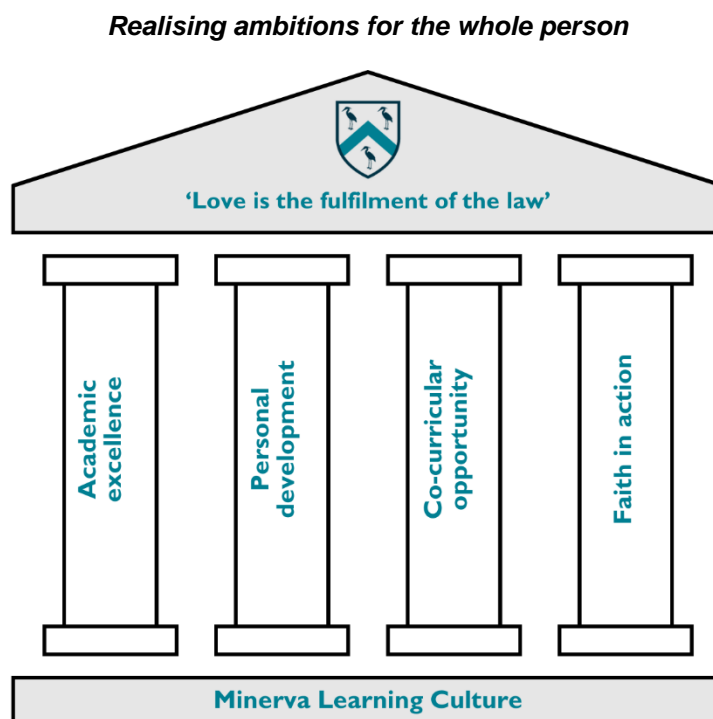 Realising ambitions for the whole person
‘Love is the fulfilment of the law’
Academic
excellence
Personal
development
Co-curricular
opportunity
Faith in action
Minerva Learning Culture